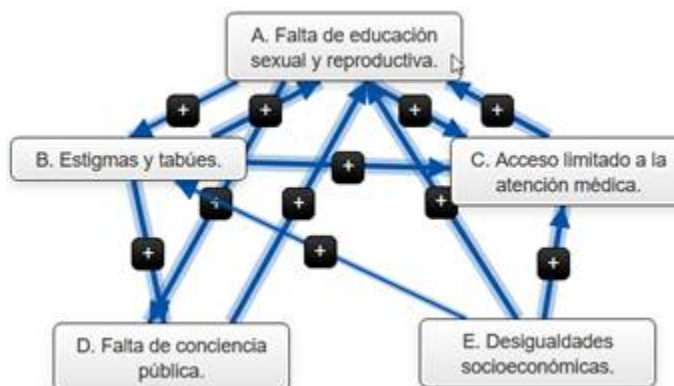 A. Falta de educación
sexual y reproductiva.
+
+
+
+
B. Estigmas y tabúes.
+
C. Acceso limitado a la
atención médica.
+
+
+
+
+
+
D. Falta de conciencia
pública.
E. Desigualdades
socioeconómicas.